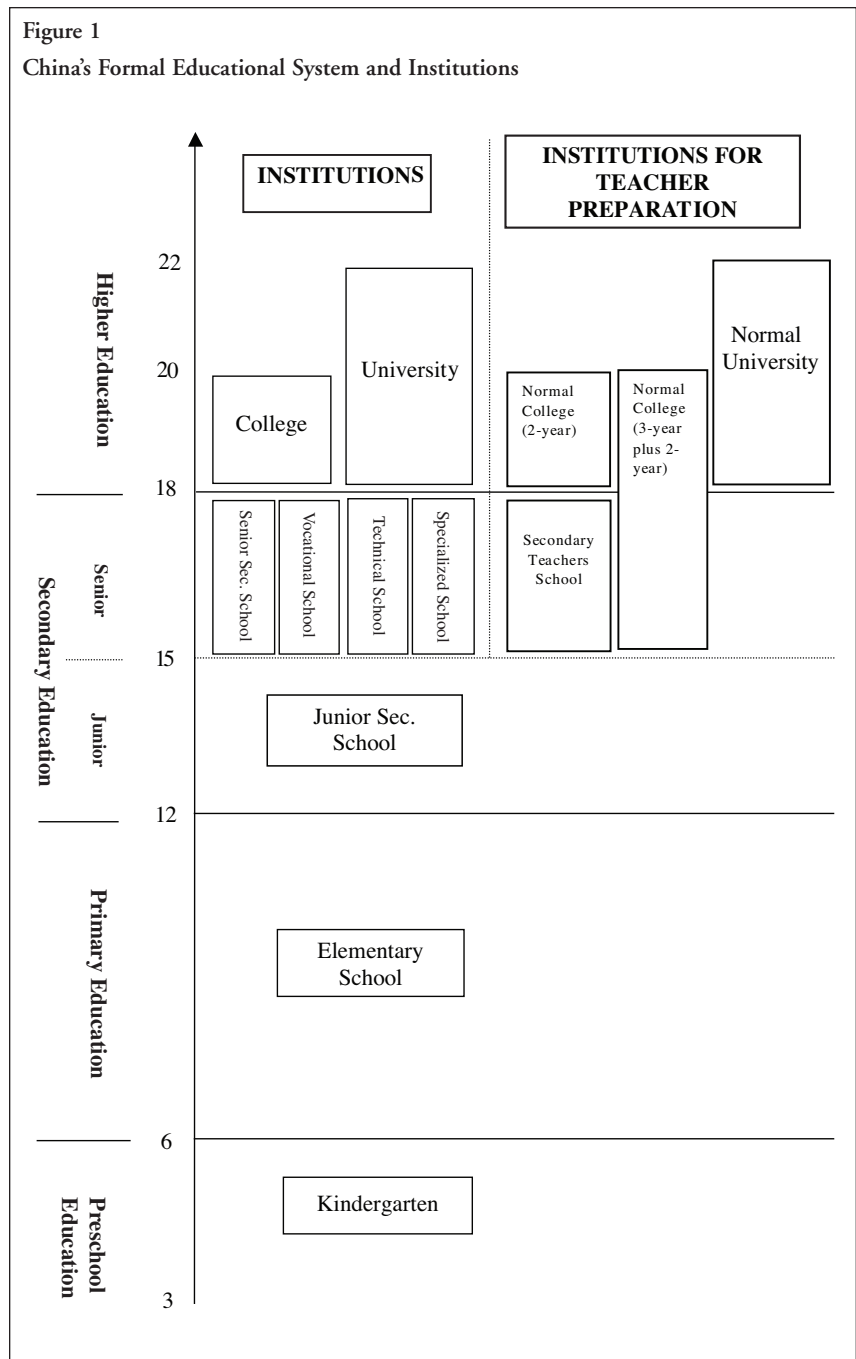 Figure 1
China's Formal Educational System and Institutions
INSTITUTIONS
INSTITUTIONS FOR
TEACHER
PREPARATION
22
Higher Education
University
Normal
University
20
College
Normal
College
(2-year)
Normal
College
(3-year
plus 2-
year)
18
Secondary Education
Senior
Senior Sec. School
Vocational School
Technical School
Specialized School
Secondary
Teachers
School
15
Junior
Junior Sec.
School
12
Primary Education
Elementary
School
6
Preschool
Education
Kindergarten
3